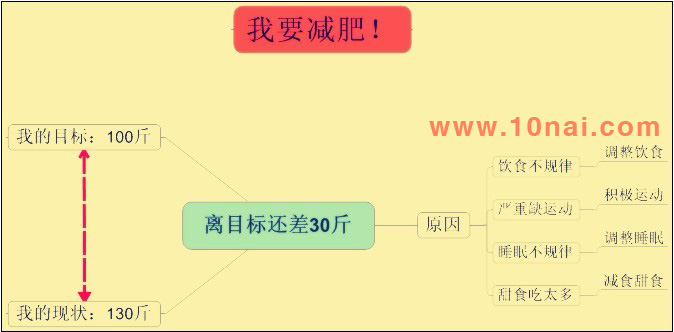 我要减肥！
www.10nai.com
我的目标：100斤
我的现状：130斤
离目标还差30斤
原因
饮食不规律
调整饮食
严重缺运动
积极运动
睡眠不规律
调整睡眠
甜食吃太多
减食甜食